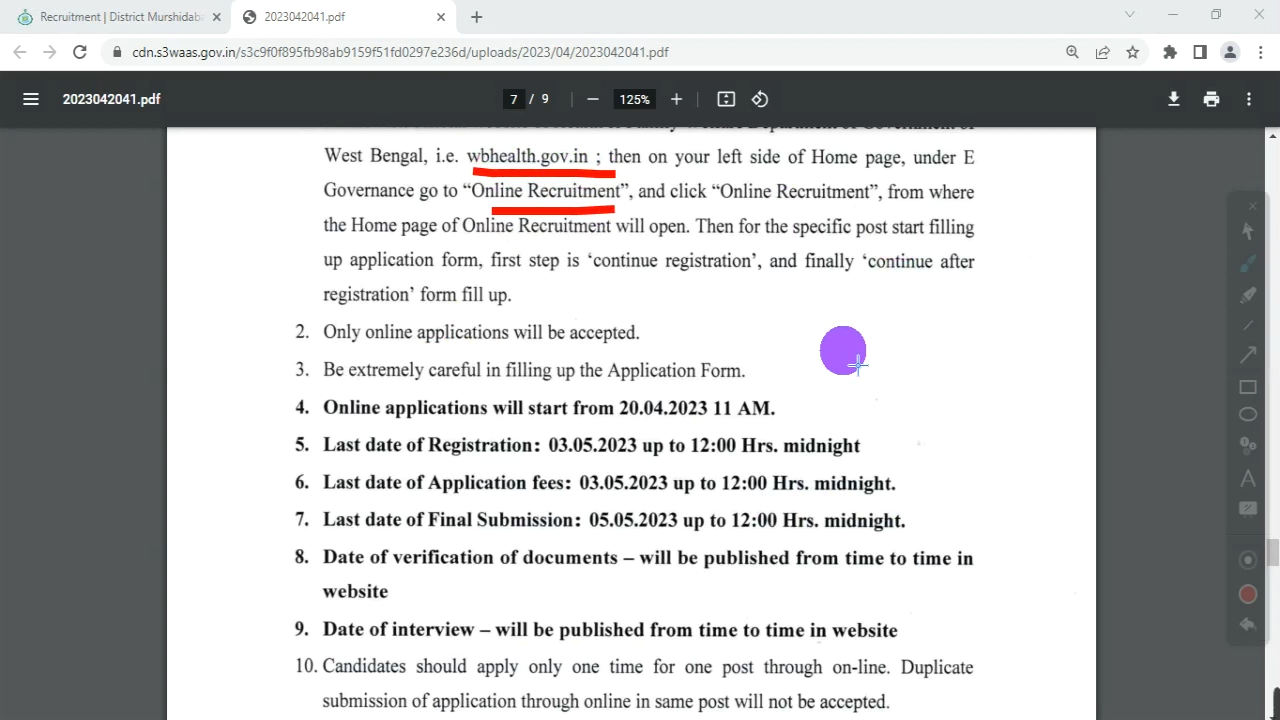 Recruitment | District Murshidaba
2023042041.pdf
cdn.s3waas.gov.in/s3c9f0f895fb98ab9159f51fd0297e236d/uploads/2023/04/2023042041.pdf
2023042041.pdf
7 / 9
125%
West Bengal, i.e. wbhealth.gov.in ; then on your left side of Home page, under E
Governance go to “Online Recruitment”, and click “Online Recruitment”, from where
the Home page of Online Recruitment will open. Then for the specific post start filling
up application form, first step is ‘continue registration’, and finally ‘continue after
registration’ form fill up.
2. Only online applications will be accepted.
3. Be extremely careful in filling up the Application Form.
4. Online applications will start from 20.04.2023 11 AM.
5. Last date of Registration: 03.05.2023 up to 12:00 Hrs. midnight
6. Last date of Application fees: 03.05.2023 up to 12:00 Hrs. midnight.
7. Last date of Final Submission: 05.05.2023 up to 12:00 Hrs. midnight.
8. Date of verification of documents – will be published from time to time in
website
9. Date of interview – will be published from time to time in website
10. Candidates should apply only one time for one post through on-line. Duplicate
submission of application through online in same post will not be accepted.